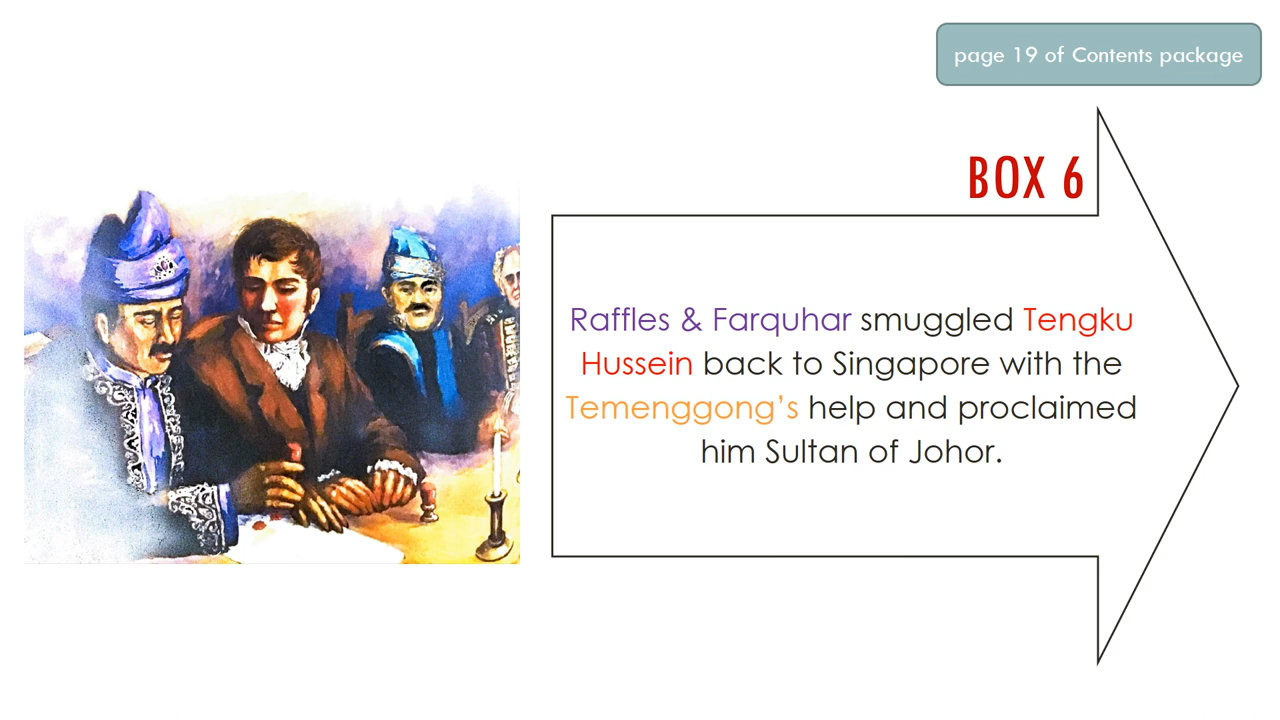 page 19 of Contents package
BOX 6
Raffles & Farquhar smuggled Tengku
Hussein back to Singapore with the
Temenggong’s help and proclaimed
him Sultan of Johor.